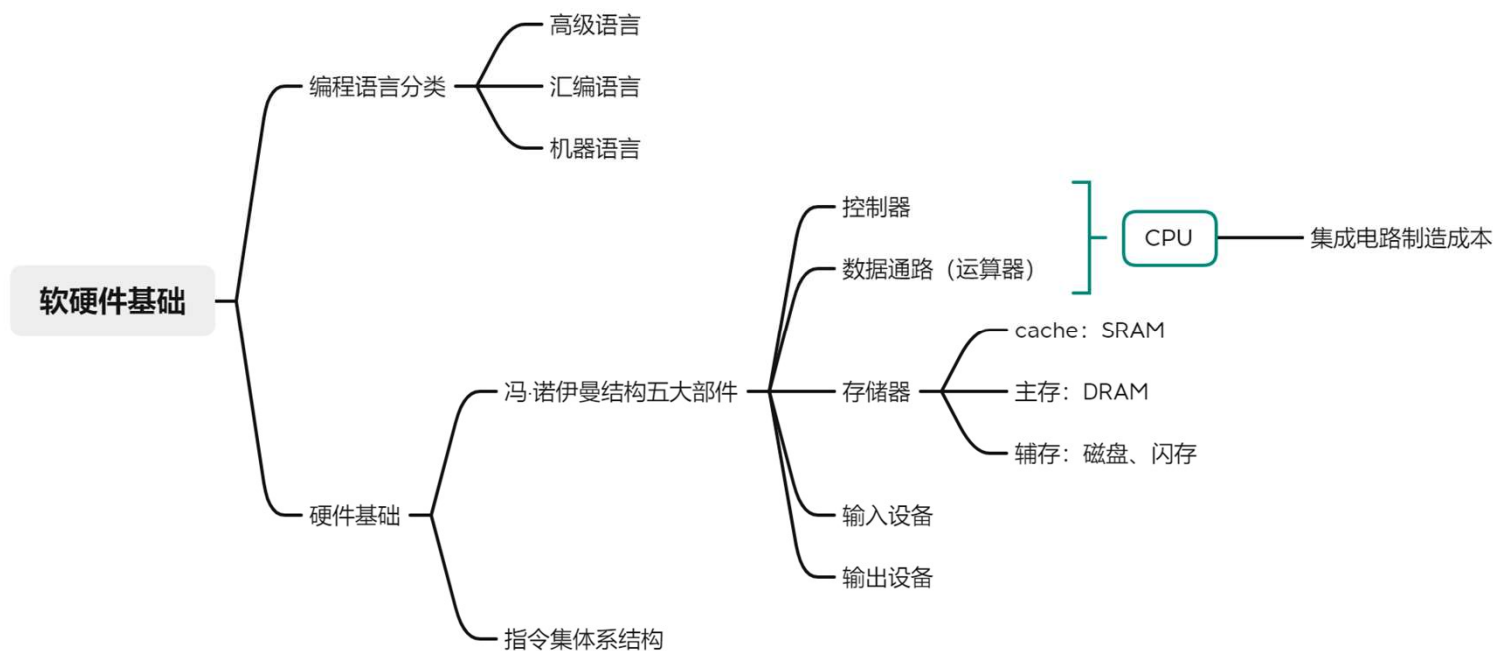 软硬件基础
编程语言分类
高级语言
汇编语言
机器语言
硬件基础
冯·诺伊曼结构五大部件
控制器
数据通路（运算器）
CPU
集成电路制造成本
存储器
cache：SRAM
主存：DRAM
辅存：磁盘、闪存
输入设备
输出设备
指令集体系结构